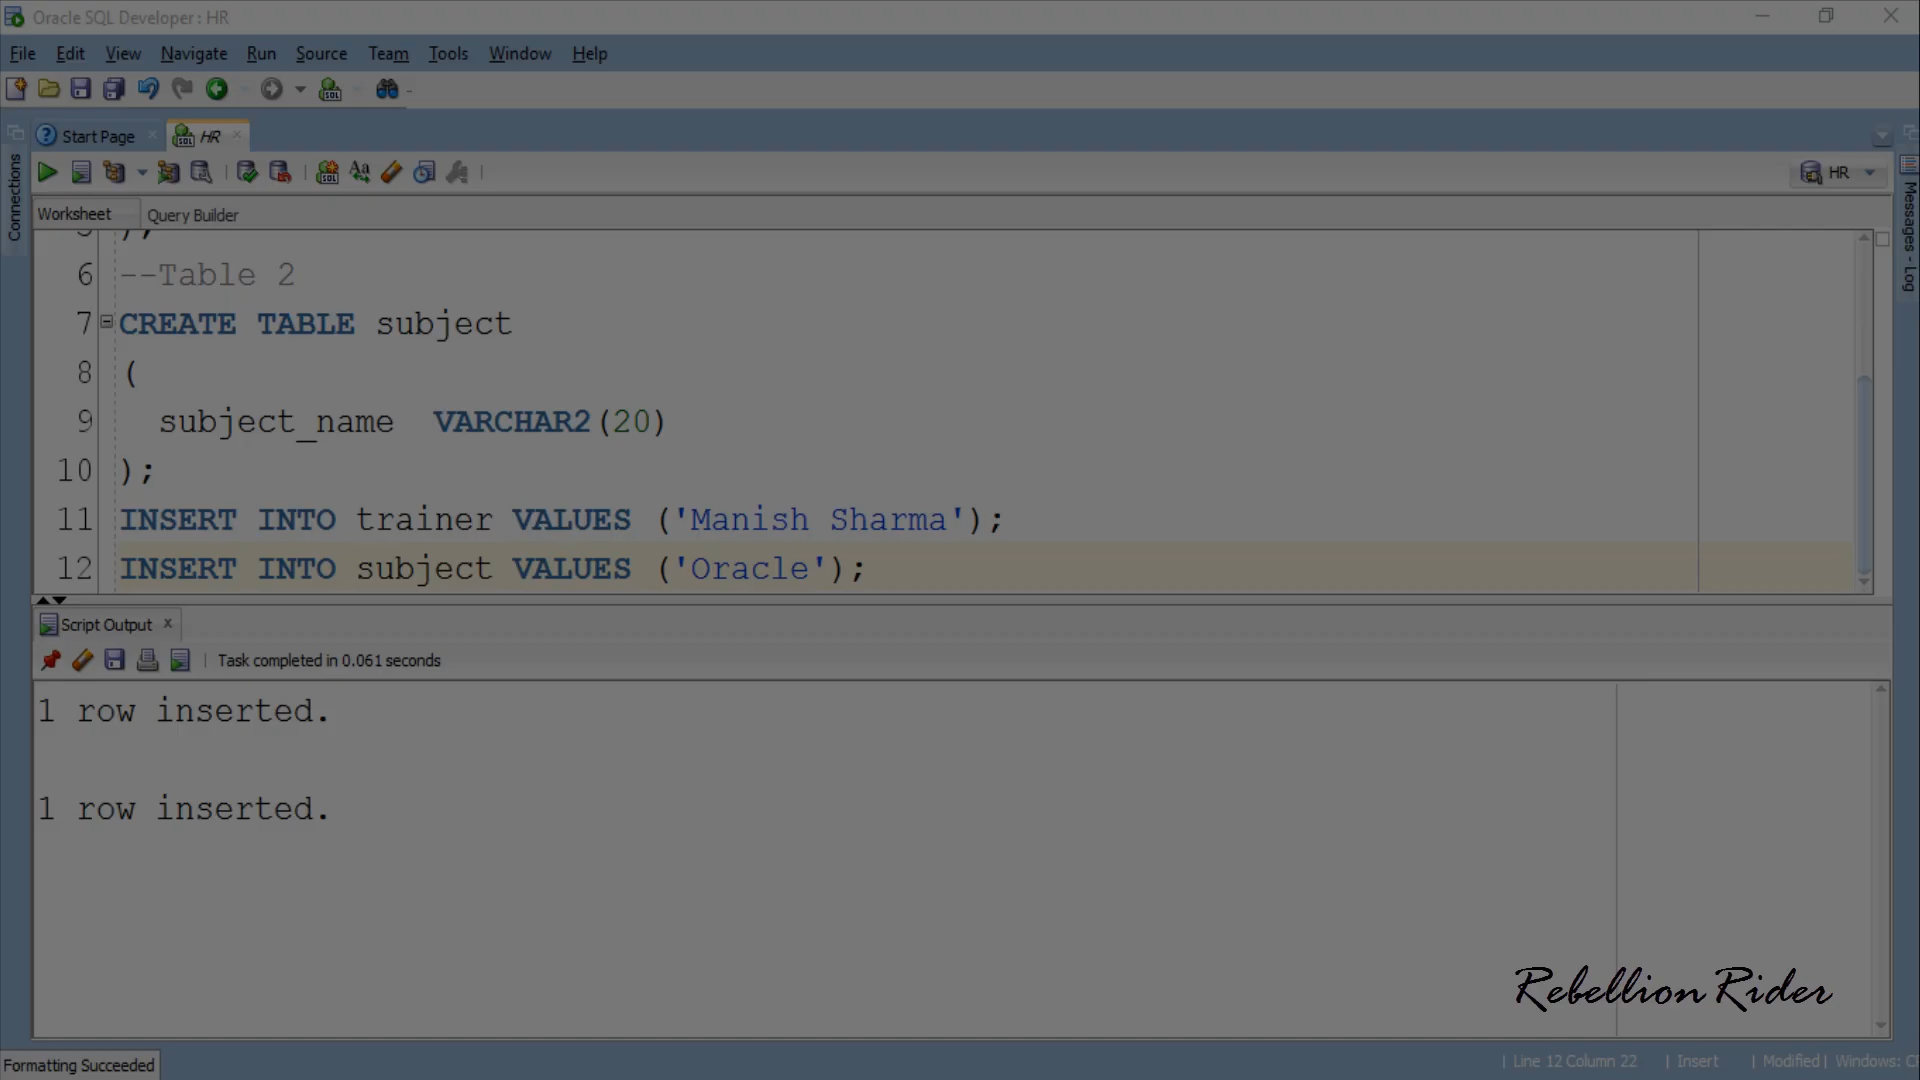 Oracle SQL Developer : HR
File Edit View Navigate Run Source Team Tools Window Help
Start Page HR
HR
Connections
Messages - Log
Worksheet Query Builder
6 --Table 2
7 CREATE TABLE subject
8 (
9 subject_name VARCHAR2(20)
10 );
11 INSERT INTO trainer VALUES ('Manish Sharma');
12 INSERT INTO subject VALUES ('Oracle');
Script Output x
Task completed in 0.061 seconds
1 row inserted.
1 row inserted.
Rebellion Rider
Formatting Succeeded
Line 12 Column 22 | Insert | Modified | Windows: